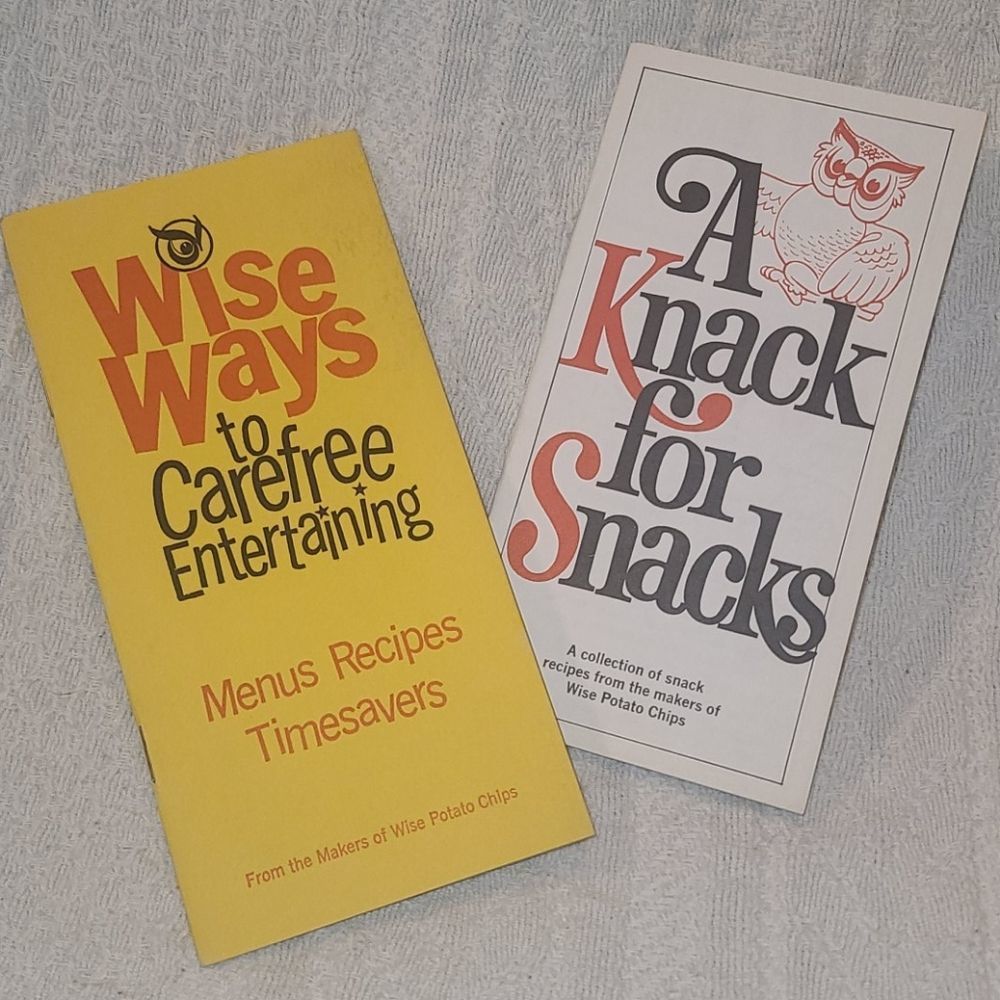 Wise
Ways
to
Carefree
Entertaining
Menus Recipes
Timesavers
From the Makers of Wise Potato Chips
A
Knack
for
Snacks
A collection of snack
recipes from the makers of
Wise Potato Chips